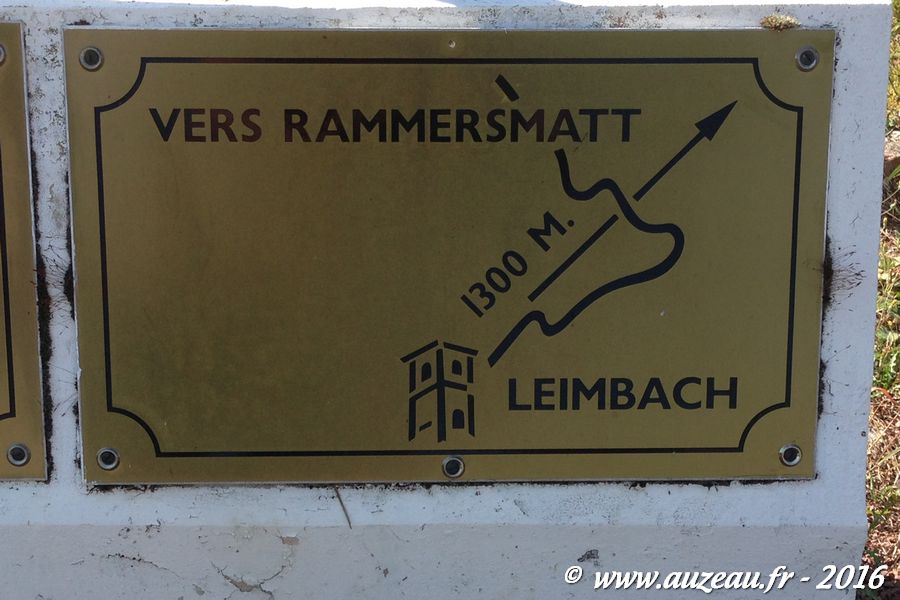 VERS RAMMERSMATT
1300 M.
LEIMBACH
© www.auzeau.fr - 2016